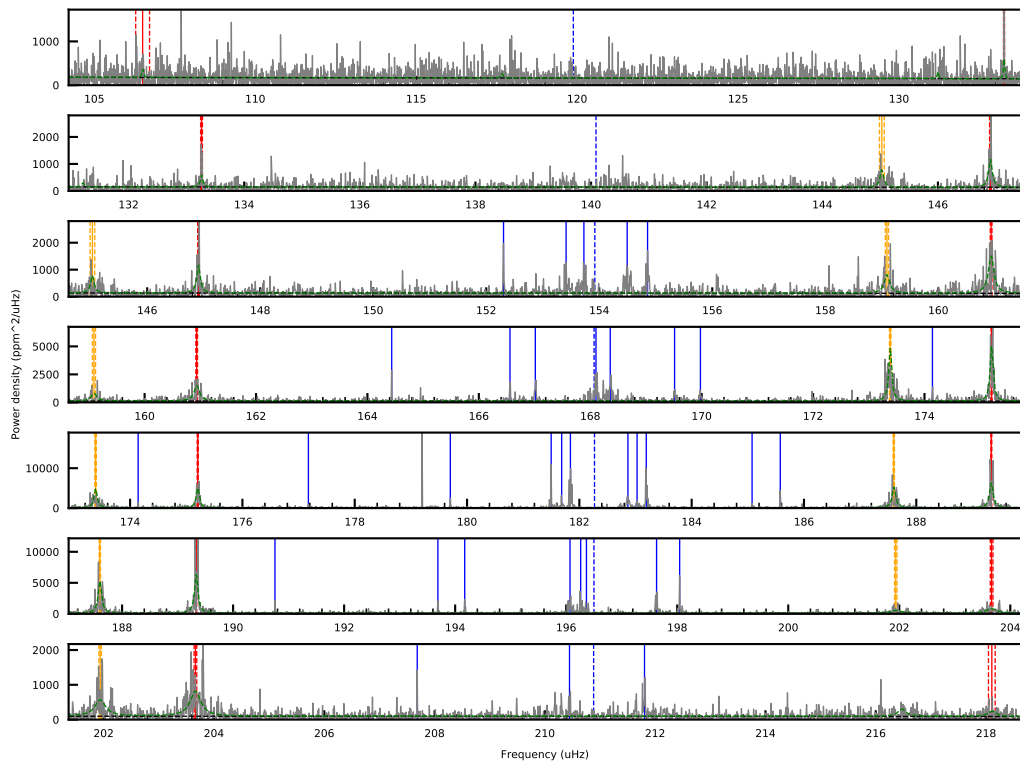 1000
0
105 110 115 120 125 130
2000
1000
0
132 134 136 138 140 142 144 146
2000
1000
0
146 148 150 152 154 156 158 160
Power density (ppm^2/uHz)
5000
2500
0
160 162 164 166 168 170 172 174
10000
0
174 176 178 180 182 184 186 188
10000
5000
0
188 190 192 194 196 198 200 202 204
2000
1000
0
202 204 206 208 210 212 214 216 218
Frequency (uHz)